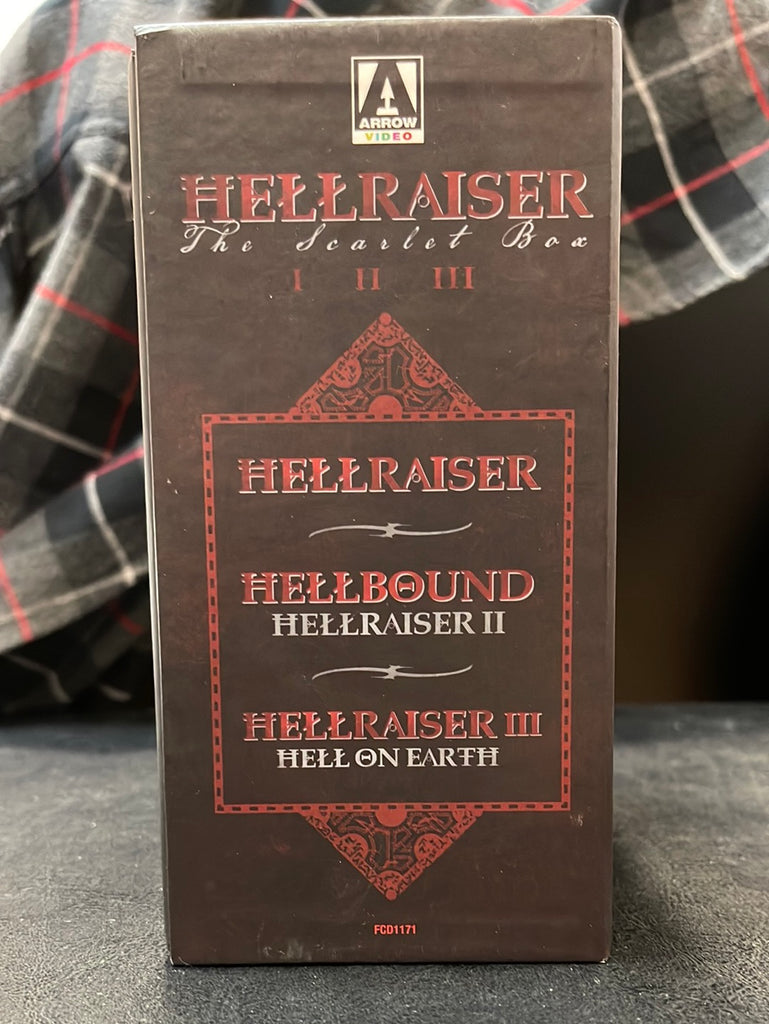 ARROW
VIDEO
HELLRAISER
The Scarlet Box
I II III
HELLRAISER
HELLBOUND
HELLRAISER II
HELLRAISER III
HELL ON EARTH
FCD1171